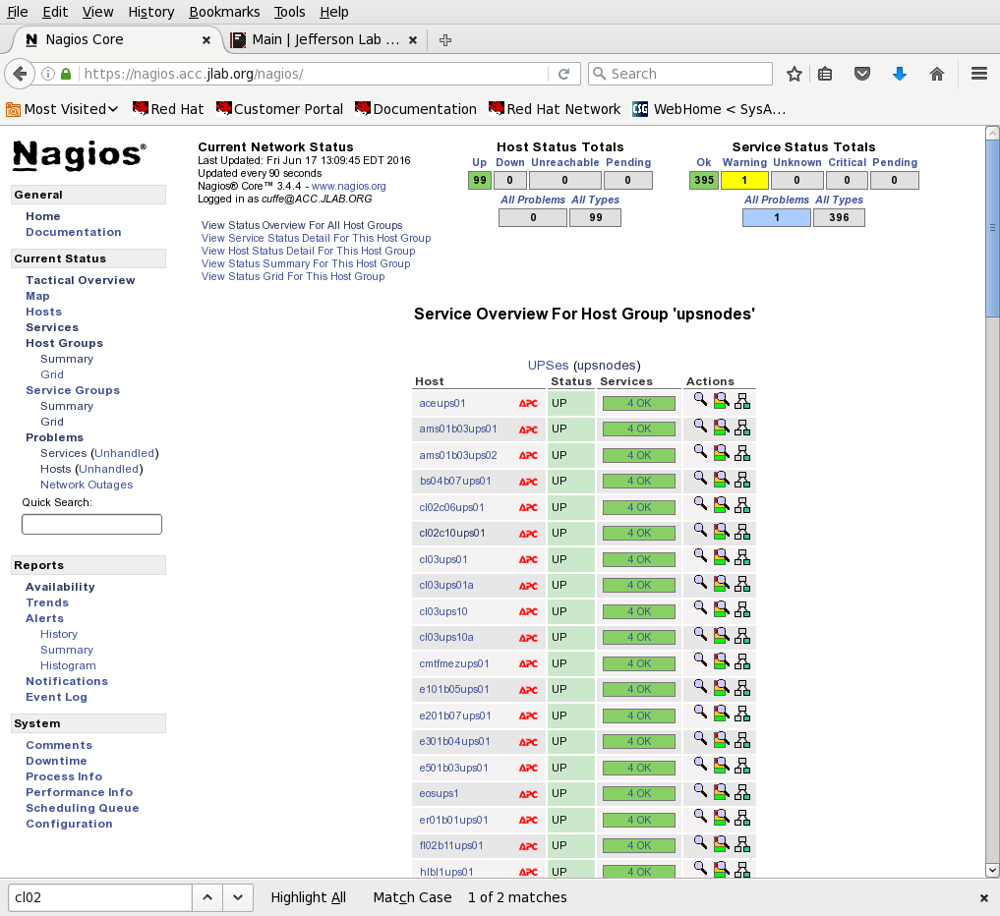 File Edit View History Bookmarks Tools Help
Nagios Core × Main | Jefferson Lab ... ×
https://nagios.acc.jlab.org/nagios/ Search
Most Visited Red Hat Customer Portal Documentation Red Hat Network CSG WebHome < SysA...
Nagios®
General
Home
Documentation
Current Status
Tactical Overview
Map
Hosts
Services
Host Groups
Summary
Grid
Service Groups
Summary
Grid
Problems
Services (Unhandled)
Hosts (Unhandled)
Network Outages
Quick Search:
Reports
Availability
Trends
Alerts
History
Summary
Histogram
Notifications
Event Log
System
Comments
Downtime
Process Info
Performance Info
Scheduling Queue
Configuration
Current Network Status
Last Updated: Fri Jun 17 13:09:45 EDT 2016
Updated every 90 seconds
Nagios® Core™ 3.4.4 - www.nagios.org
Logged in as cuffe@ACC.JLAB.ORG
View Status Overview For All Host Groups
View Service Status Detail For This Host Group
View Host Status Detail For This Host Group
View Status Summary For This Host Group
View Status Grid For This Host Group
Host Status Totals
Up Down Unreachable Pending
99 0 0 0
All Problems All Types
0 99
Service Status Totals
Ok Warning Unknown Critical Pending
395 1 0 0 0
All Problems All Types
1 396
Service Overview For Host Group 'upsnodes'
UPSes (upsnodes)
Host Status Services Actions
aceups01 APC UP 4 OK
ams01b03ups01 APC UP 4 OK
ams01b03ups02 APC UP 4 OK
bs04b07ups01 APC UP 4 OK
cl02c06ups01 APC UP 4 OK
cl02c10ups01 APC UP 4 OK
cl03ups01 APC UP 4 OK
cl03ups01a APC UP 4 OK
cl03ups10 APC UP 4 OK
cl03ups10a APC UP 4 OK
cmtfmezups01 APC UP 4 OK
e101b05ups01 APC UP 4 OK
e201b07ups01 APC UP 4 OK
e301b04ups01 APC UP 4 OK
e501b03ups01 APC UP 4 OK
eosups1 APC UP 4 OK
er01b01ups01 APC UP 4 OK
fl02b11ups01 APC UP 4 OK
hlbl1ups01 APC UP 4 OK
cl02 Highlight All Match Case 1 of 2 matches ×